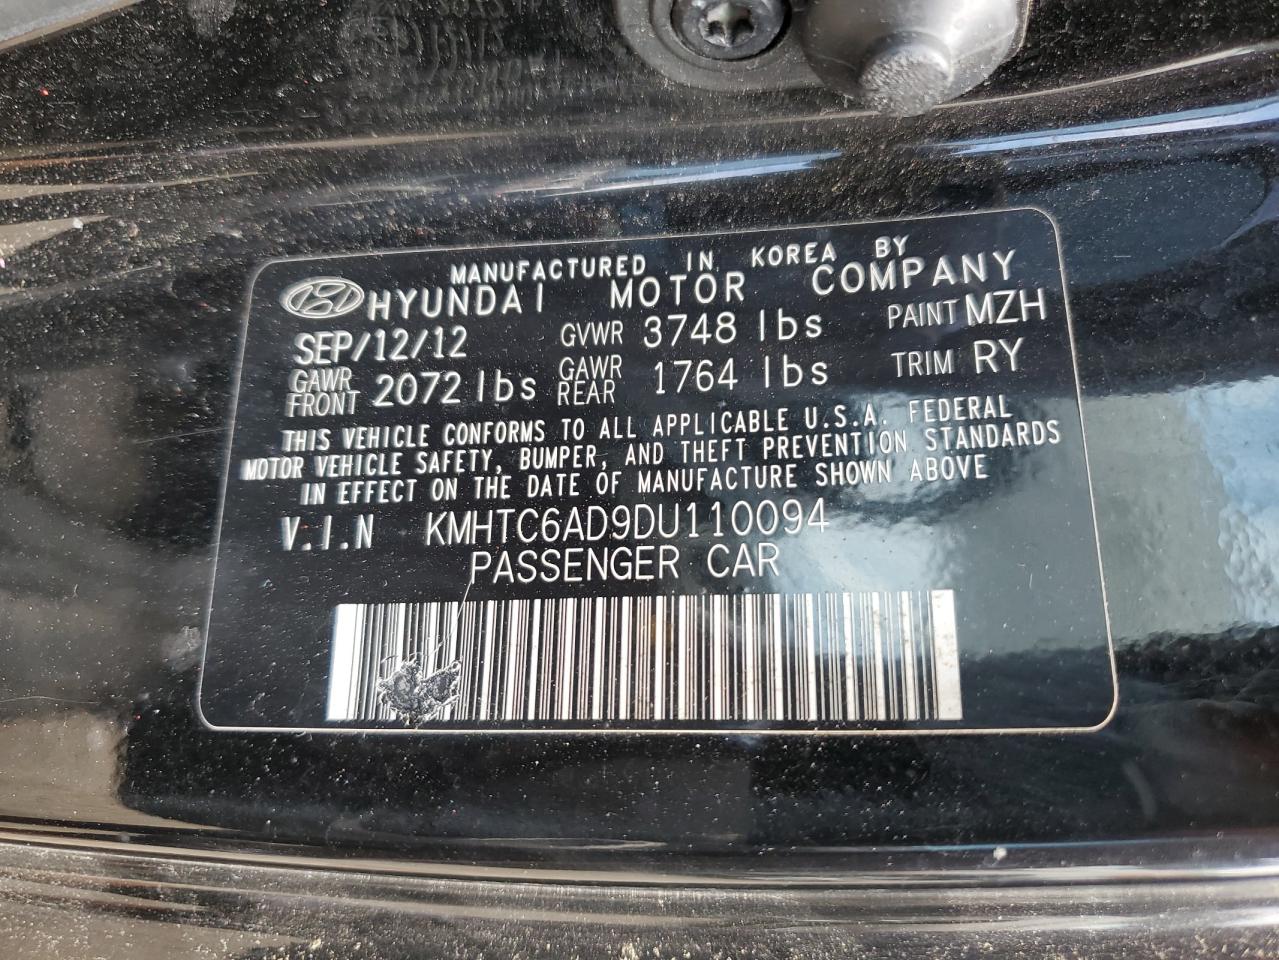 MANUFACTURED IN KOREA BY
HYUNDAI MOTOR COMPANY
SEP/12/12 GVWR 3748 lbs PAINT MZH
GAWR FRONT 2072 lbs GAWR REAR 1764 lbs TRIM RY
THIS VEHICLE CONFORMS TO ALL APPLICABLE U.S.A. FEDERAL
MOTOR VEHICLE SAFETY, BUMPER, AND THEFT PREVENTION STANDARDS
IN EFFECT ON THE DATE OF MANUFACTURE SHOWN ABOVE
V.I.N KMHTC6AD9DU110094
PASSENGER CAR